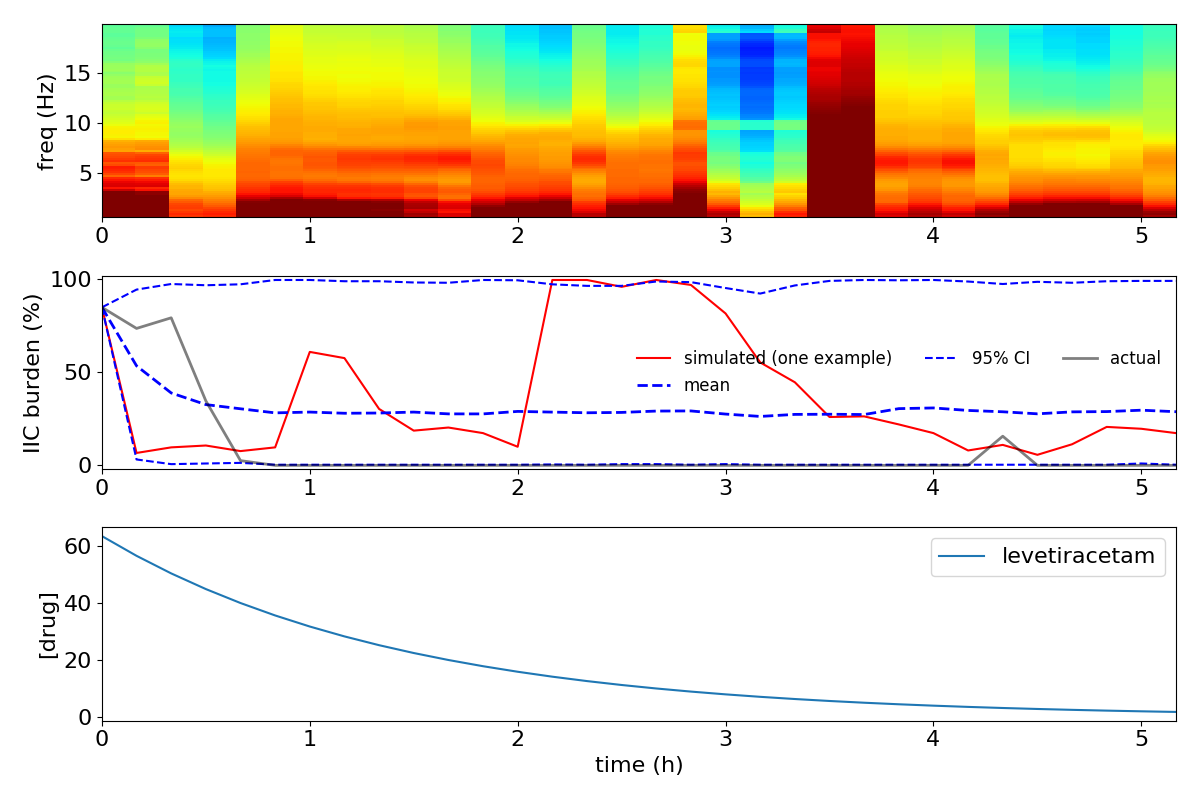 freq (Hz)
15
10
5
0 1 2 3 4 5
IIC burden (%)
100
50
0
simulated (one example) 95% CI actual
mean
0 1 2 3 4 5
[drug]
60
40
20
0
levetiracetam
0 1 2 3 4 5
time (h)